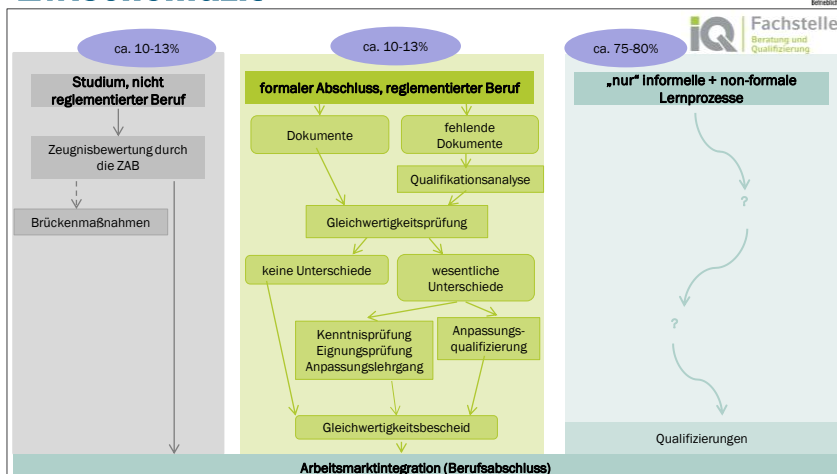 Betrieblich
iQ
Fachstelle
Beratung und
Qualifizierung
ca. 10-13%
ca. 10-13%
ca. 75-80%
Studium, nicht
reglementierter Beruf
Zeugnisbewertung durch
die ZAB
Brückenmaßnahmen
formaler Abschluss, reglementierter Beruf
Dokumente
fehlende
Dokumente
Qualifikationsanalyse
Gleichwertigkeitsprüfung
keine Unterschiede
wesentliche
Unterschiede
Kenntnisprüfung
Eignungsprüfung
Anpassungslehrgang
Anpassungs-
qualifizierung
Gleichwertigkeitsbescheid
„nur“ informelle + non-formale
Lernprozesse
?
?
Qualifizierungen
Arbeitsmarktintegration (Berufsabschluss)